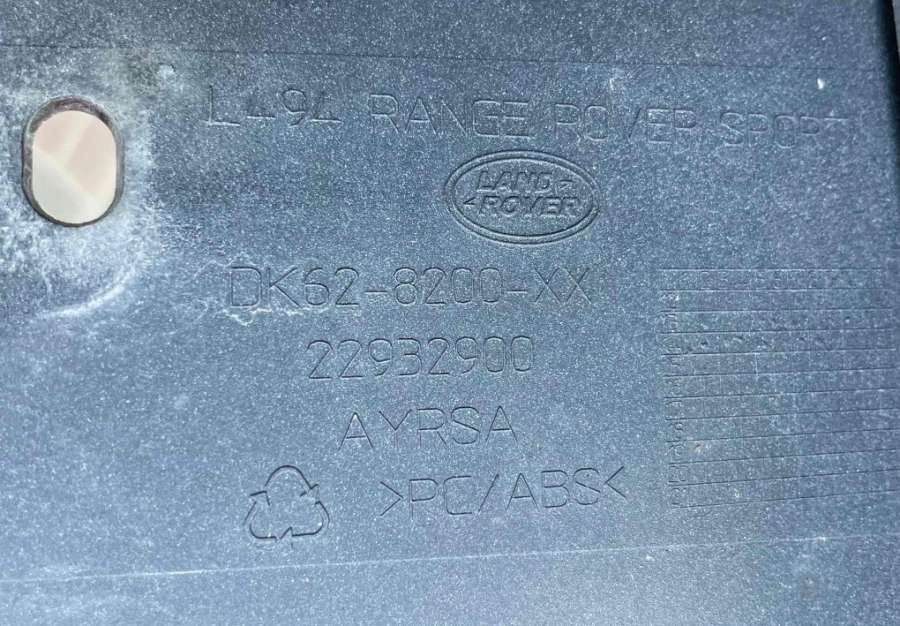 L494 RANGE ROVER SPORT
LAND-
-ROVER
DK62-8200-XX
22932900
AYRSA
>PC/ABS<